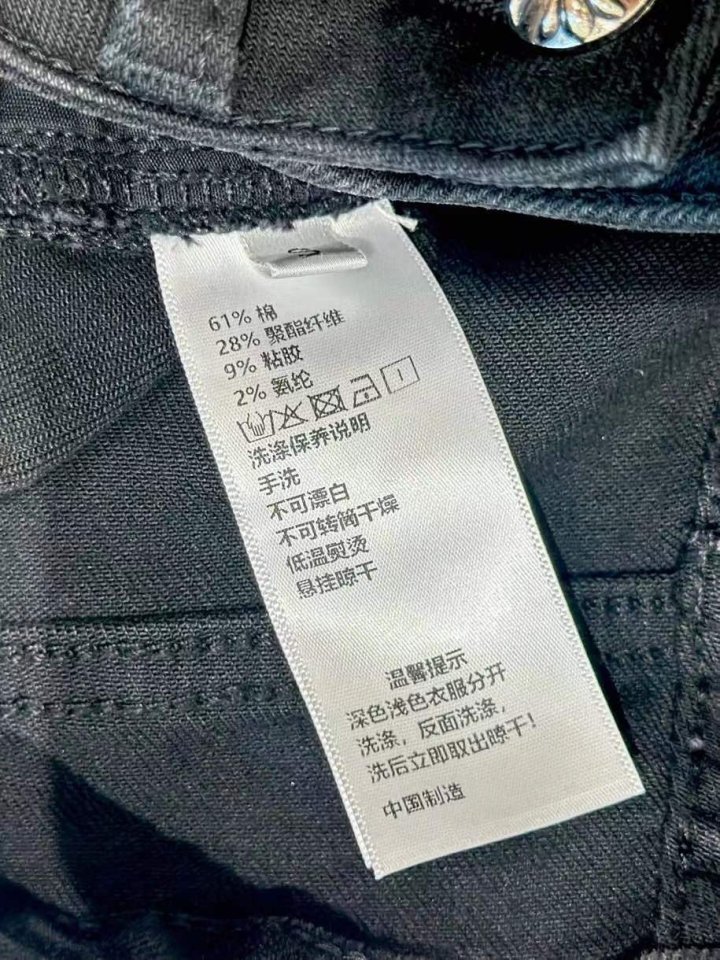 61% 棉
28% 聚酯纤维
9% 粘胶
2% 氨纶
洗涤保养说明
手洗
不可漂白
不可转筒干燥
低温熨烫
悬挂晾干
温馨提示
深色浅色衣服分开
洗涤，反面洗涤，
洗后立即取出晾干！
中国制造